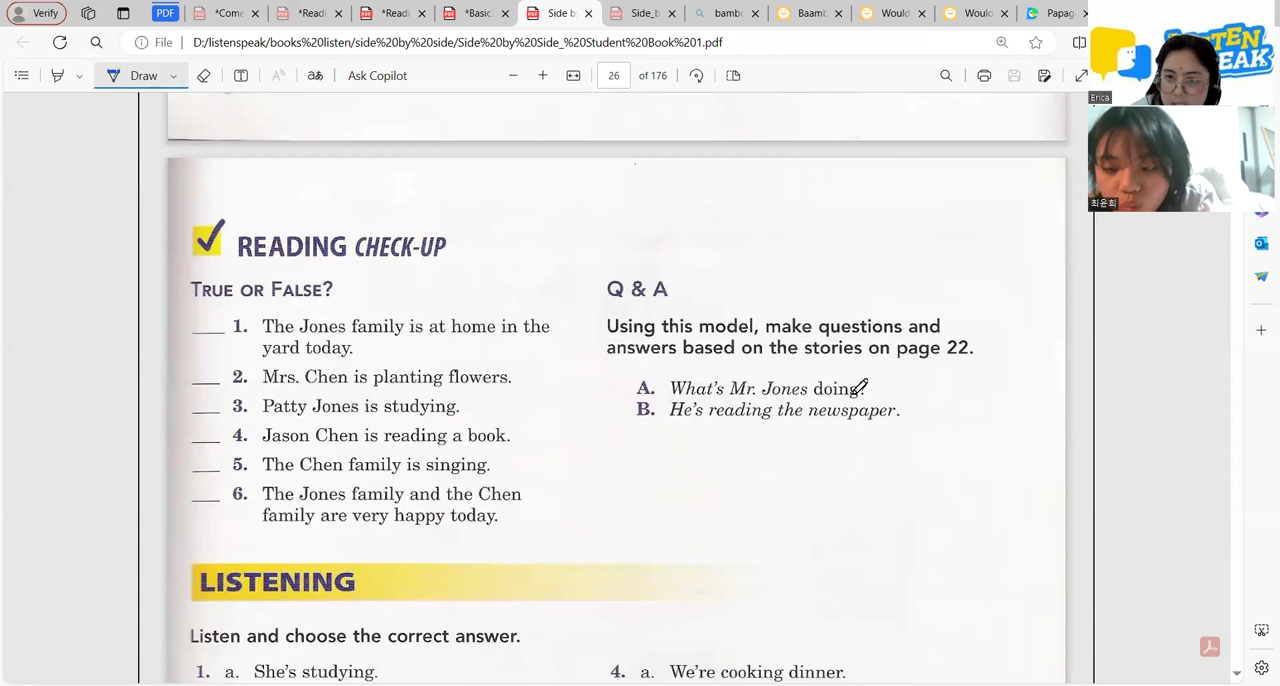 Verify
PDF
*Come
*Readi
*Readi
*Basic
Side by
Side_b
bambo
Baamb
Would
Would
Papag
File
D:/listenspeak/books%20listen/side%20by%20side/Side%20by%20Side_%20Student%20Book%201.pdf
Draw
Ask Copilot
26
of 176
Erica
최윤희
READING CHECK-UP
TRUE OR FALSE?
1. The Jones family is at home in the
yard today.
2. Mrs. Chen is planting flowers.
3. Patty Jones is studying.
4. Jason Chen is reading a book.
5. The Chen family is singing.
6. The Jones family and the Chen
family are very happy today.
Q & A
Using this model, make questions and
answers based on the stories on page 22.
A. What's Mr. Jones doing?
B. He's reading the newspaper.
LISTENING
Listen and choose the correct answer.
1. a. She's studying.
4. a. We're cooking dinner.